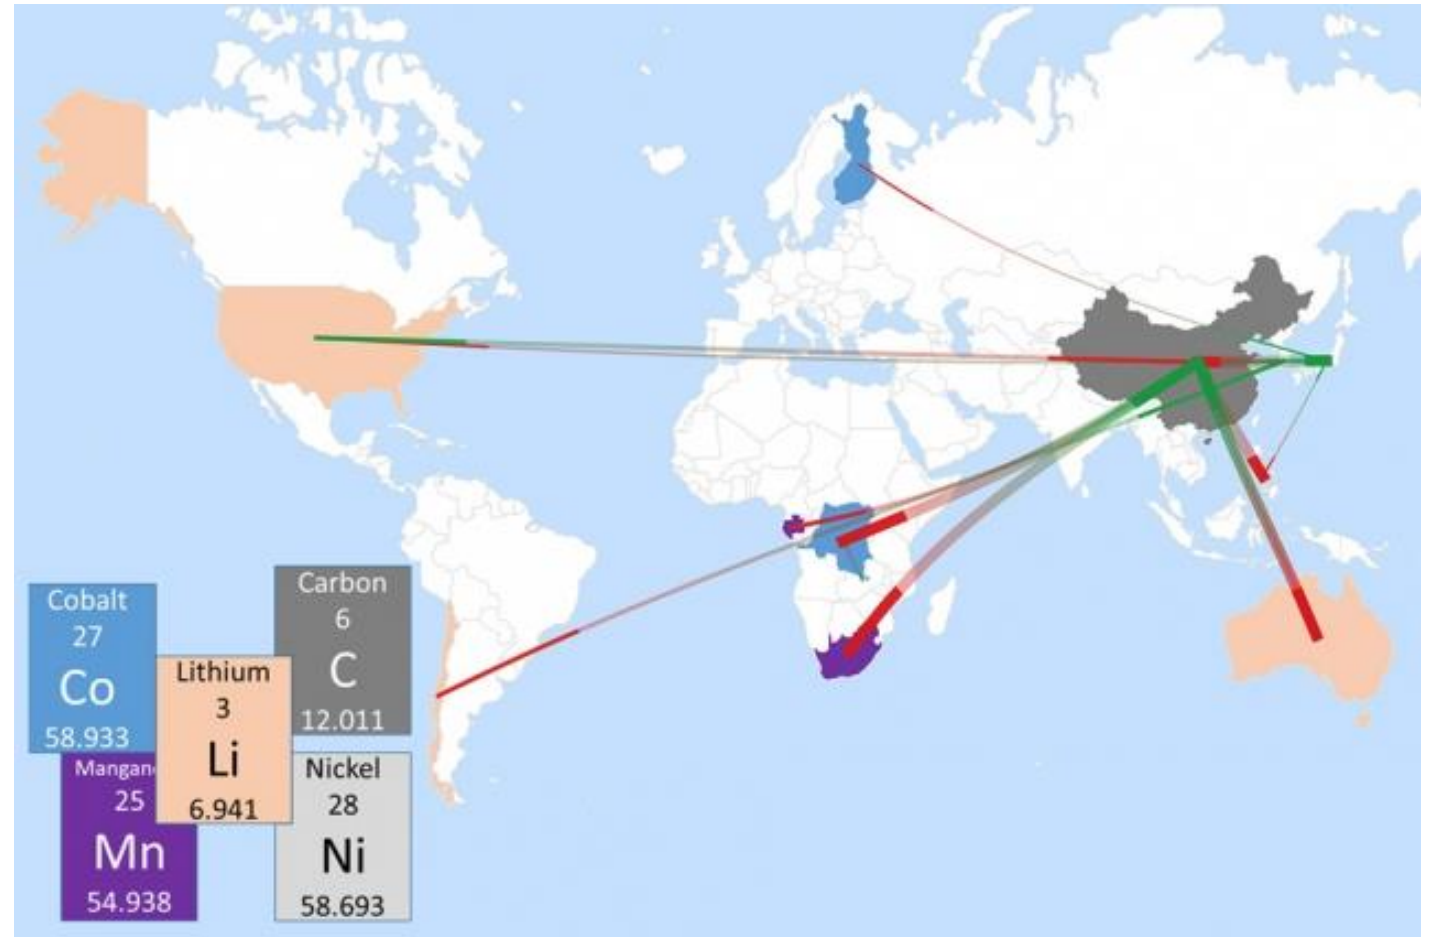 Cobalt
27
Co
58.933
Carbon
6
C
12.011
Lithium
3
Li
6.941
Mangan
25
Mn
54.938
Nickel
28
Ni
58.693